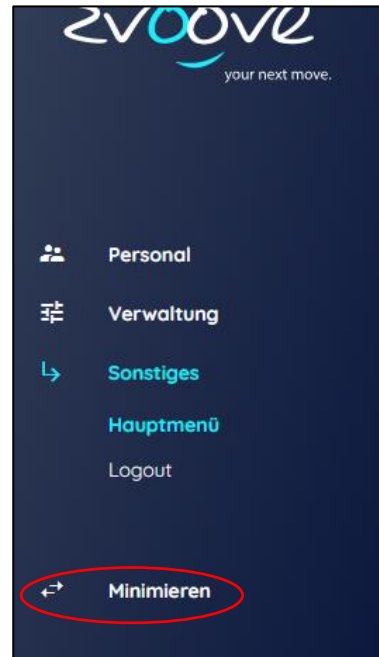 zvoove
your next move.
Personal
Verwaltung
Sonstiges
Hauptmenü
Logout
Minimieren